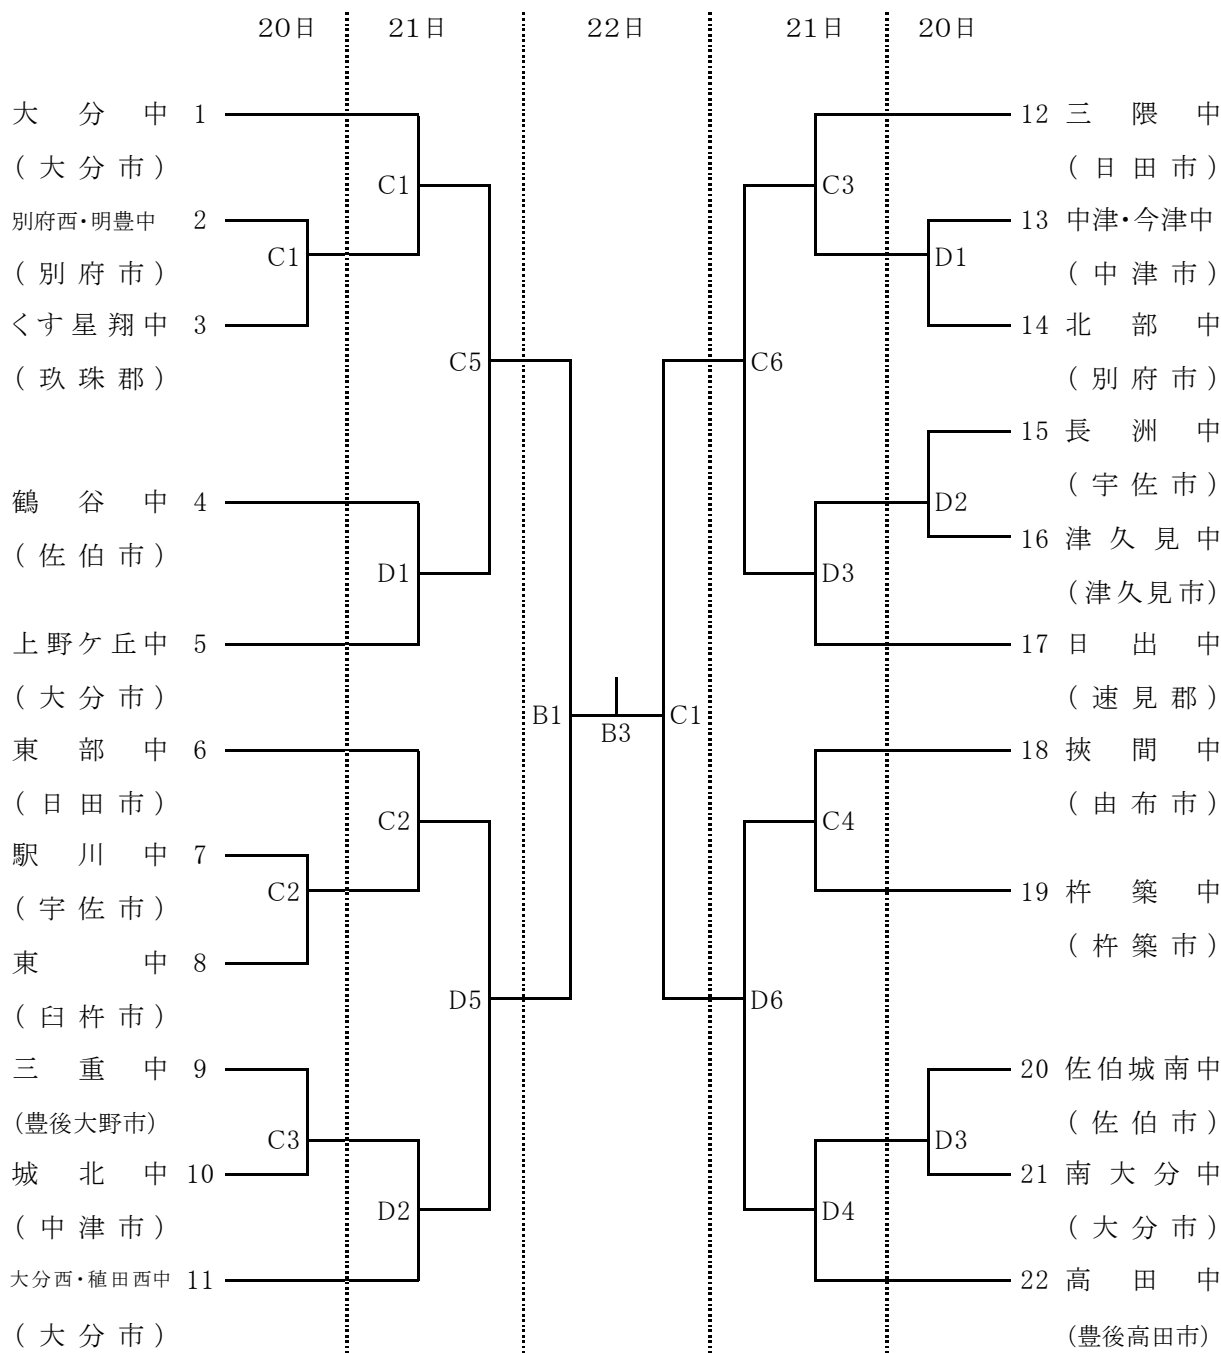 20日 21日 22日 21日 20日
大分中 1
(大分市)
別府西・明豊中 2
(別府市)
くす星翔中 3
(玖珠郡)
鶴谷中 4
(佐伯市)
上野ケ丘中 5
(大分市)
東部中 6
(日田市)
駅川中 7
(宇佐市)
東中 8
(臼杵市)
三重中 9
(豊後大野市)
城北中 10
(中津市)
大分西・稙田西中 11
(大分市)
C1
C2
C3
C1
D1
C2
D2
C5
D5
B1
B3
C1
C6
D6
C3
D3
C4
D4
D1
D2
D3
12 三隈中
(日田市)
13 中津・今津中
(中津市)
14 北部中
(別府市)
15 長洲中
(宇佐市)
16 津久見中
(津久見市)
17 日出中
(速見郡)
18 挾間中
(由布市)
19 杵築中
(杵築市)
20 佐伯城南中
(佐伯市)
21 南大分中
(大分市)
22 高田中
(豊後高田市)